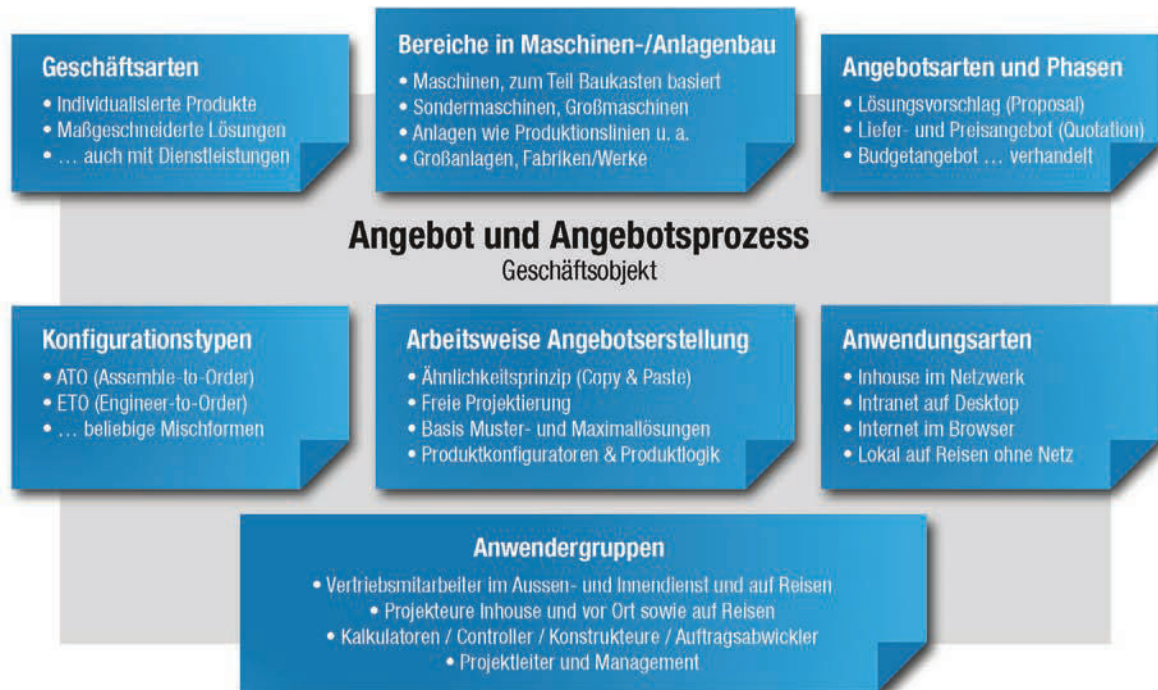 Geschäftsarten
• Individualisierte Produkte
• Maßgeschneiderte Lösungen
• … auch mit Dienstleistungen
Bereiche in Maschinen-/Anlagenbau
• Maschinen, zum Teil Baukasten basiert
• Sondermaschinen, Großmaschinen
• Anlagen wie Produktionslinien u. a.
• Großanlagen, Fabriken/Werke
Angebotsarten und Phasen
• Lösungsvorschlag (Proposal)
• Liefer- und Preisangebot (Quotation)
• Budgetangebot … verhandelt
Angebot und Angebotsprozess
Geschäftsobjekt
Konfigurationstypen
• ATO (Assemble-to-Order)
• ETO (Engineer-to-Order)
• … beliebige Mischformen
Arbeitsweise Angebotserstellung
• Ähnlichkeitsprinzip (Copy & Paste)
• Freie Projektierung
• Basis Muster- und Maximallösungen
• Produktkonfiguratoren & Produktlogik
Anwendungsarten
• Inhouse im Netzwerk
• Intranet auf Desktop
• Internet im Browser
• Lokal auf Reisen ohne Netz
Anwendergruppen
• Vertriebsmitarbeiter im Aussen- und Innendienst und auf Reisen
• Projekteure Inhouse und vor Ort sowie auf Reisen
• Kalkulatoren / Controller / Konstrukteure / Auftragsabwickler
• Projektleiter und Management